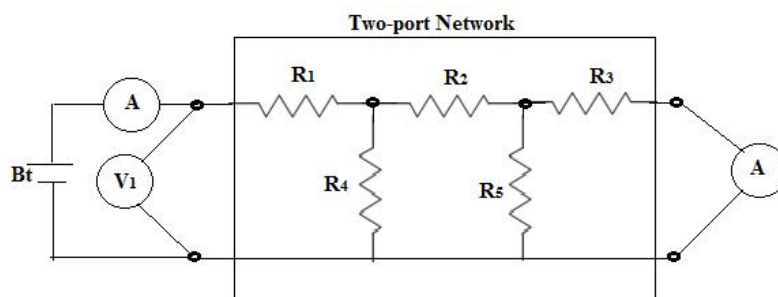 Two-port Network
R1
R2
R3
A
Bt
V1
R4
R5
A